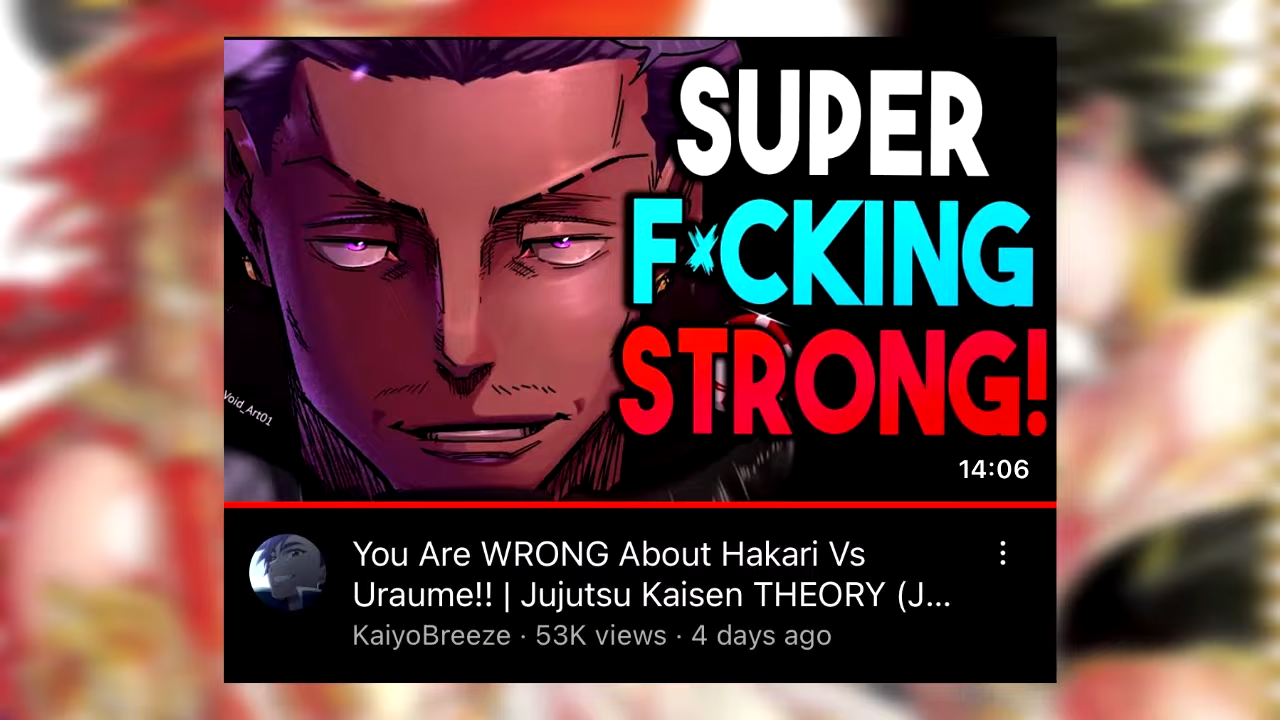 SUPER
F*CKING
STRONG!
Void_Art01
14:06
You Are WRONG About Hakari Vs
Uraume!! | Jujutsu Kaisen THEORY (J...
KaiyoBreeze · 53K views · 4 days ago